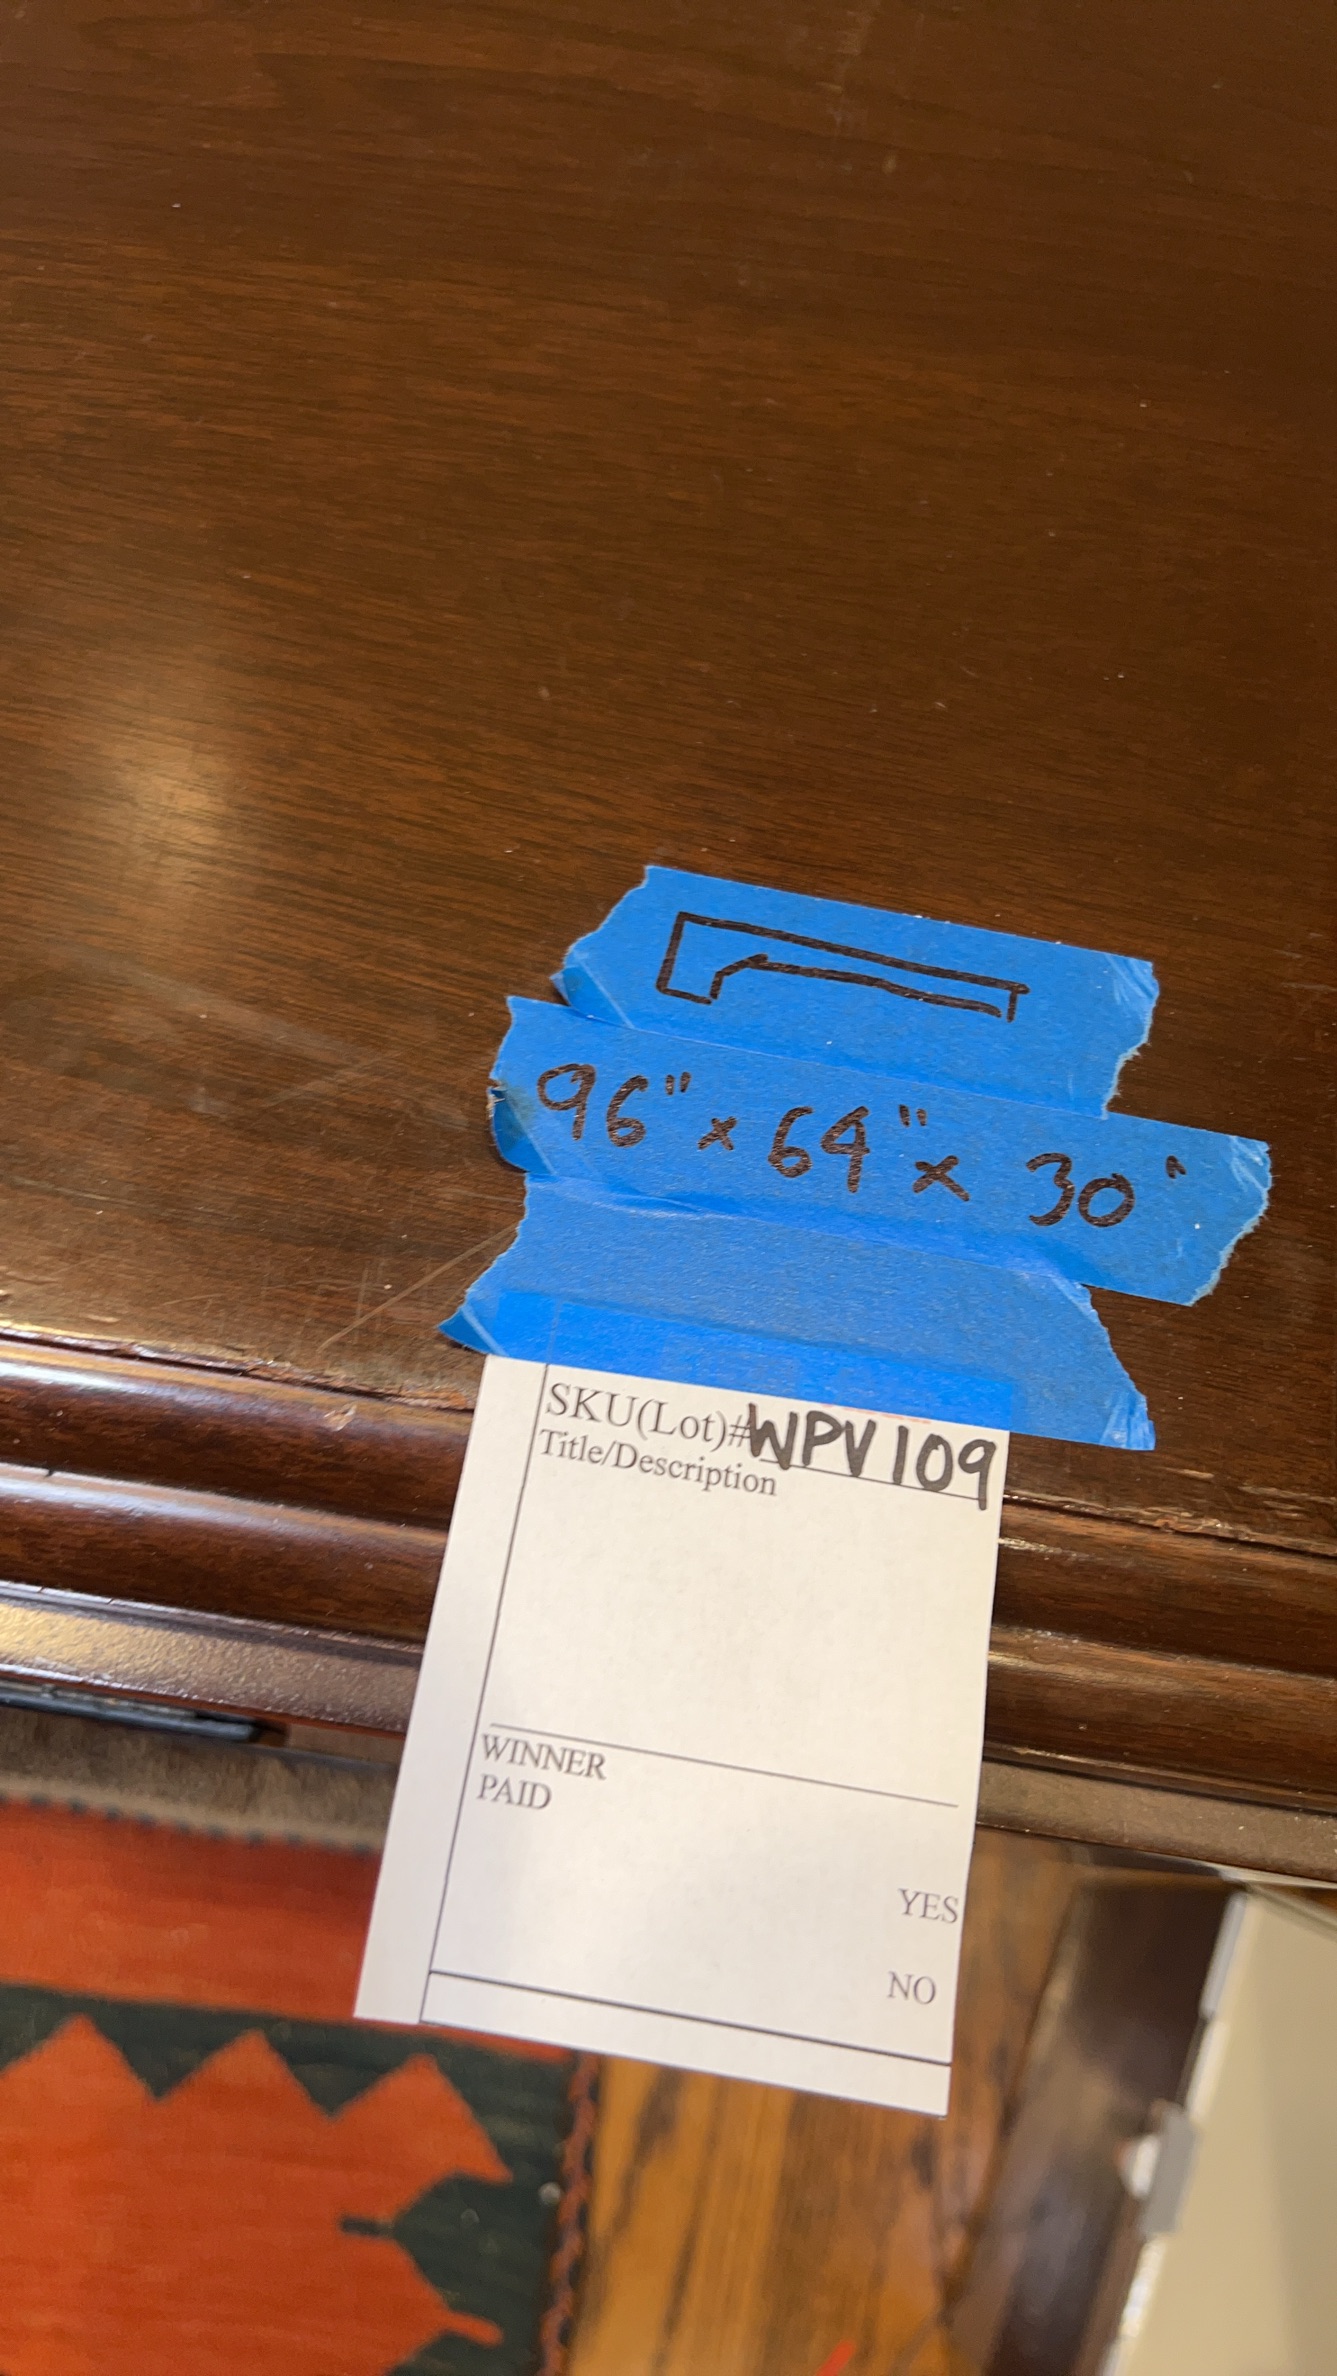 96" x 64" x 30"
SKU(Lot)#WPV109
Title/Description
WINNER
PAID
YES
NO